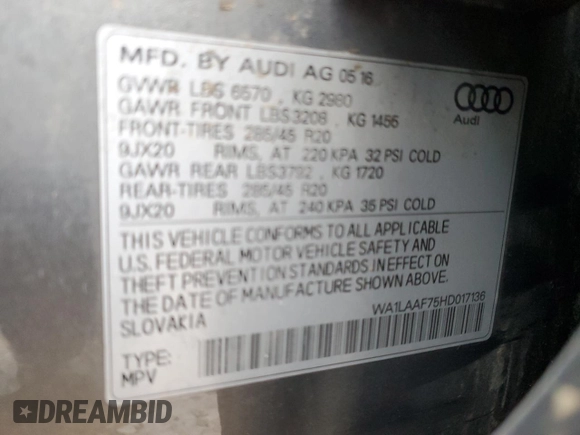 MFD. BY AUDI AG 05 16
GVWR LBS 6570 , KG 2980
GAWR FRONT LBS3208 , KG 1455
FRONT-TIRES 285/45 R20
9JX20 RIMS, AT 220 KPA 32 PSI COLD
GAWR REAR LBS3792 , KG 1720
REAR-TIRES 285/45 R20
9JX20 RIMS, AT 240 KPA 35 PSI COLD
Audi
THIS VEHICLE CONFORMS TO ALL APPLICABLE
U.S. FEDERAL MOTOR VEHICLE SAFETY AND
THEFT PREVENTION STANDARDS IN EFFECT ON
THE DATE OF MANUFACTURE SHOWN ABOVE.
SLOVAKIA
WA1LAAF75HD017136
TYPE:
MPV
DREAMBID